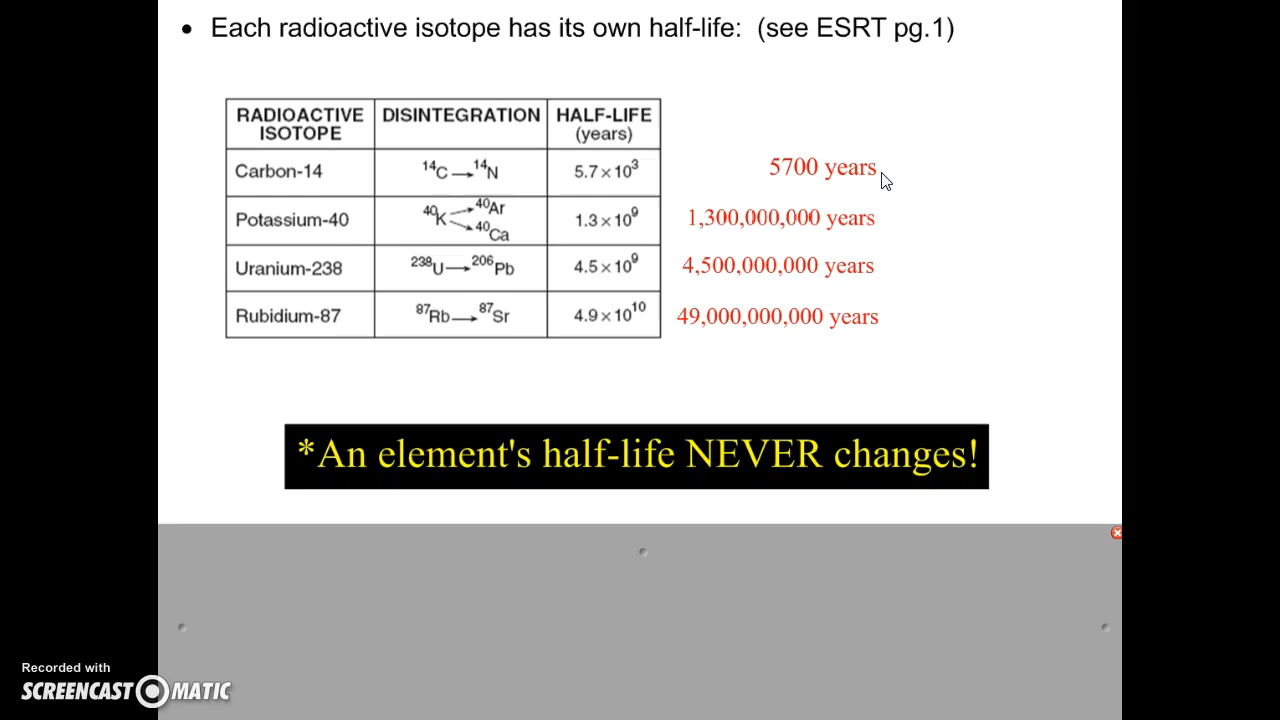 • Each radioactive isotope has its own half-life: (see ESRT pg.1)
RADIOACTIVE ISOTOPE DISINTEGRATION HALF-LIFE (years)
Carbon-14 ¹⁴C → ¹⁴N 5.7 × 10³ 5700 years
Potassium-40 ⁴⁰K → ⁴⁰Ar → ⁴⁰Ca 1.3 × 10⁹ 1,300,000,000 years
Uranium-238 ²³⁸U → ²⁰⁶Pb 4.5 × 10⁹ 4,500,000,000 years
Rubidium-87 ⁸⁷Rb → ⁸⁷Sr 4.9 × 10¹⁰ 49,000,000,000 years
*An element's half-life NEVER changes!
Recorded with
SCREENCAST MATIC